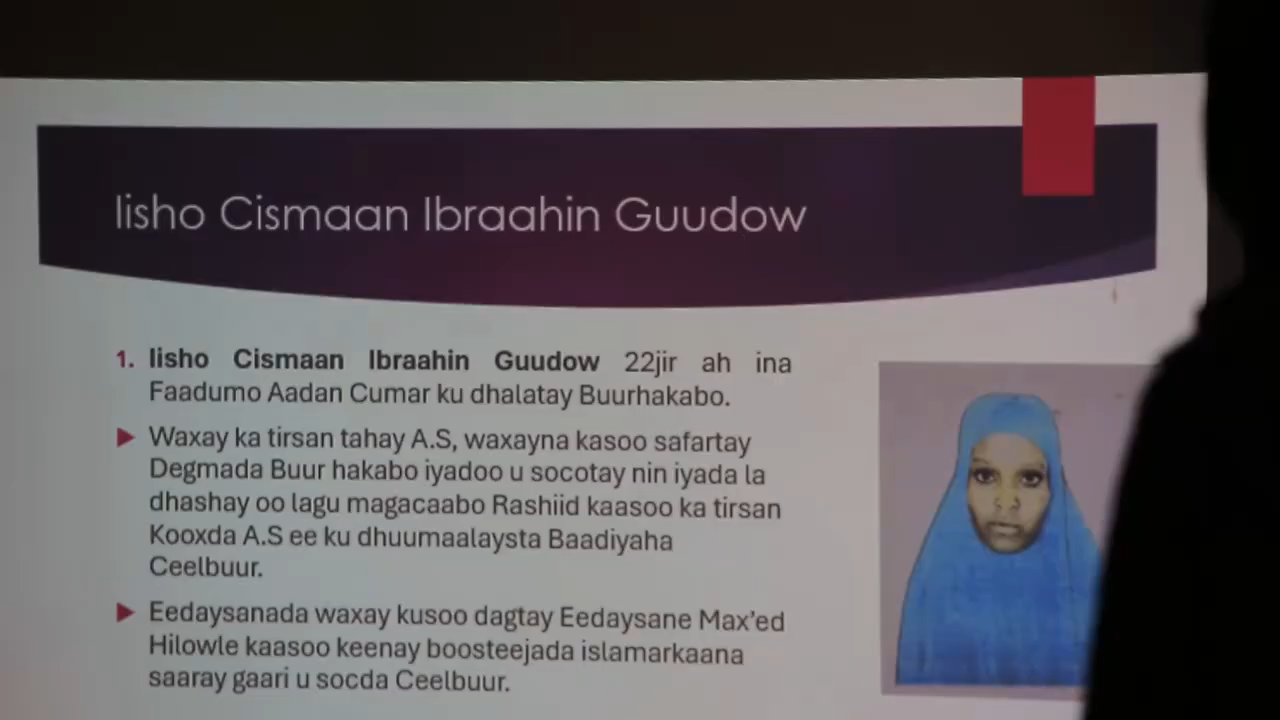 Iisho Cismaan Ibraahin Guudow
1. Iisho Cismaan Ibraahin Guudow 22jir ah ina
Faadumo Aadan Cumar ku dhalatay Buurhakabo.
Waxay ka tirsan tahay A.S, waxayna kasoo safartay
Degmada Buur hakabo iyadoo u socotay nin iyada la
dhashay oo lagu magacaabo Rashiid kaasoo ka tirsan
Kooxda A.S ee ku dhuumaalaysta Baadiyaha
Ceelbuur.
Eedaysanada waxay kusoo dagtay Eedaysane Max'ed
Hilowle kaasoo keenay boosteejada islamarkaana
saaray gaari u socda Ceelbuur.